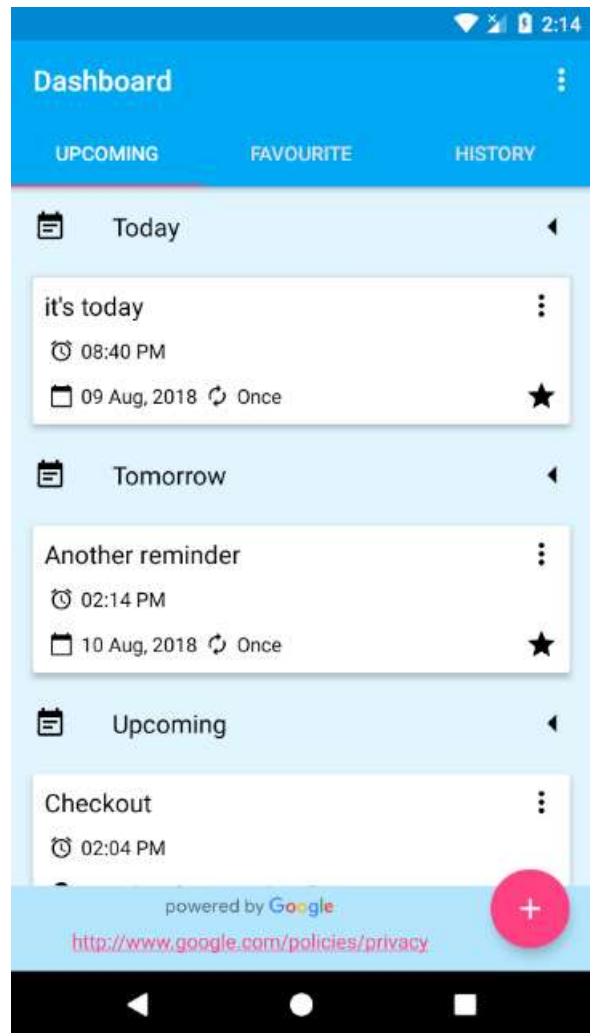 2:14
Dashboard
UPCOMING FAVOURITE HISTORY
Today
it's today
08:40 PM
09 Aug, 2018 Once
Tomorrow
Another reminder
02:14 PM
10 Aug, 2018 Once
Upcoming
Checkout
02:04 PM
powered by Google
http://www.google.com/policies/privacy